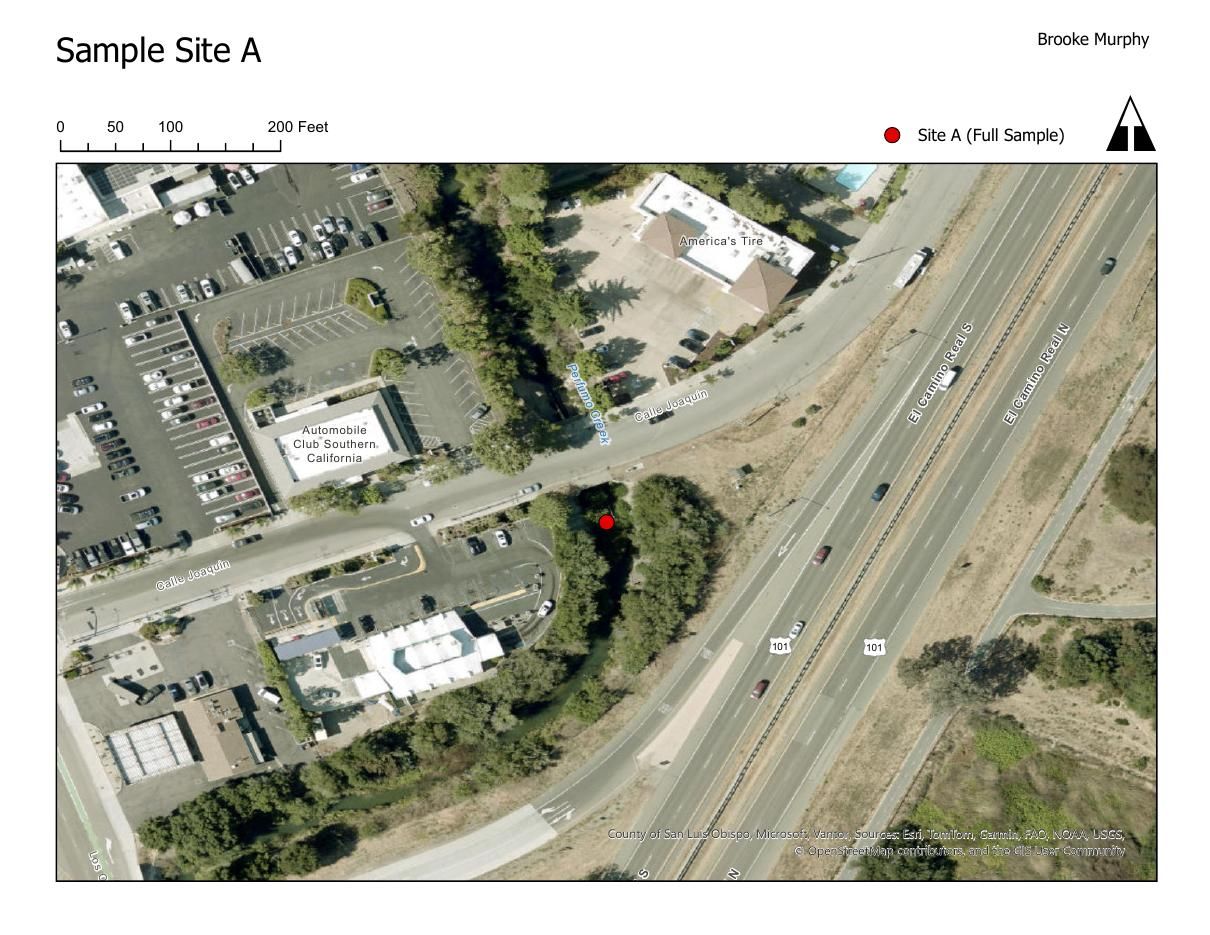 Sample Site A
Brooke Murphy
0 50 100 200 Feet
Site A (Full Sample)
America's Tire
El Camino Real S
El Camino Real N
Perfumo Creek
Calle Joaquin
Automobile
Club Southern
California
Calle Joaquin
101
101
County of San Luis Obispo, Microsoft, Vantor, Sources: Esri, TomTom, Garmin, FAO, NOAA, USGS,
© OpenStreetMap contributors, and the GIS User Community
Los
S
N